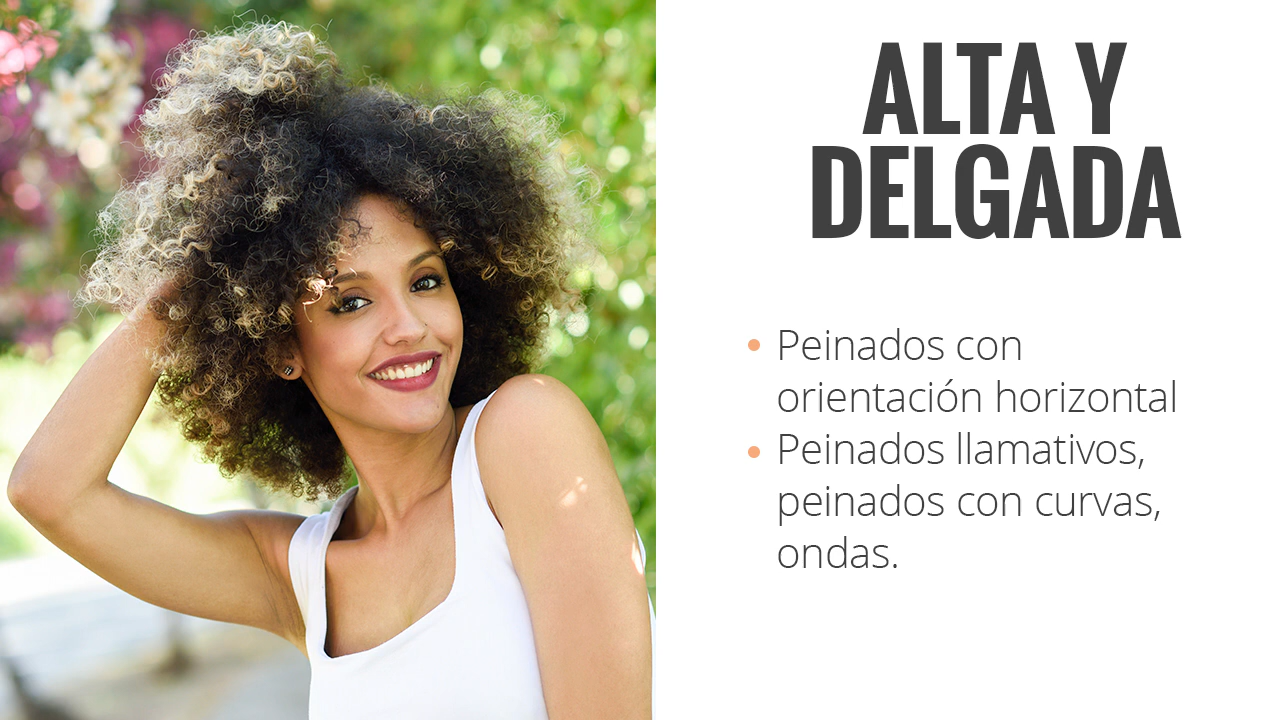 ALTA Y
DELGADA
• Peinados con
orientación horizontal
• Peinados llamativos,
peinados con curvas,
ondas.